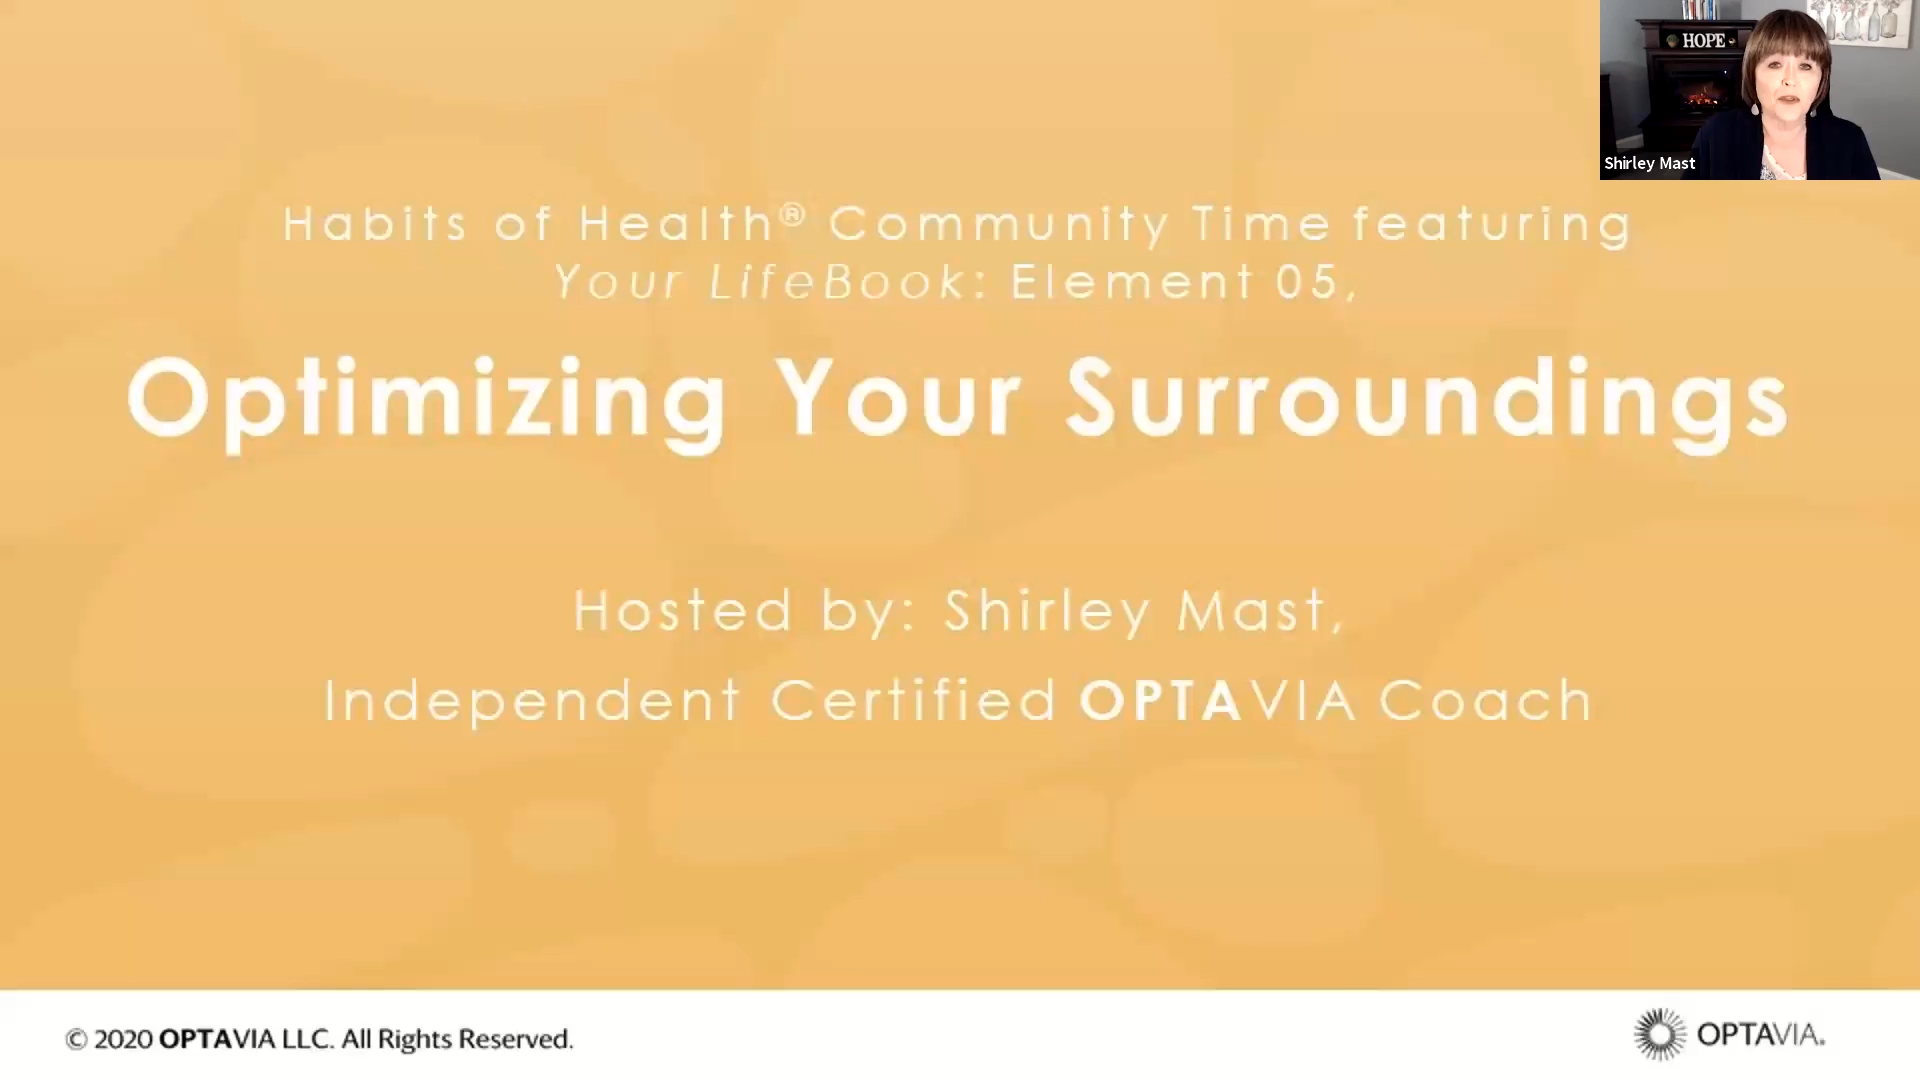 HOPE
Shirley Mast
Habits of Health® Community Time featuring
Your LifeBook: Element 05,
Optimizing Your Surroundings
Hosted by: Shirley Mast,
Independent Certified OPTAVIA Coach
© 2020 OPTAVIA LLC. All Rights Reserved.
OPTAVIA®